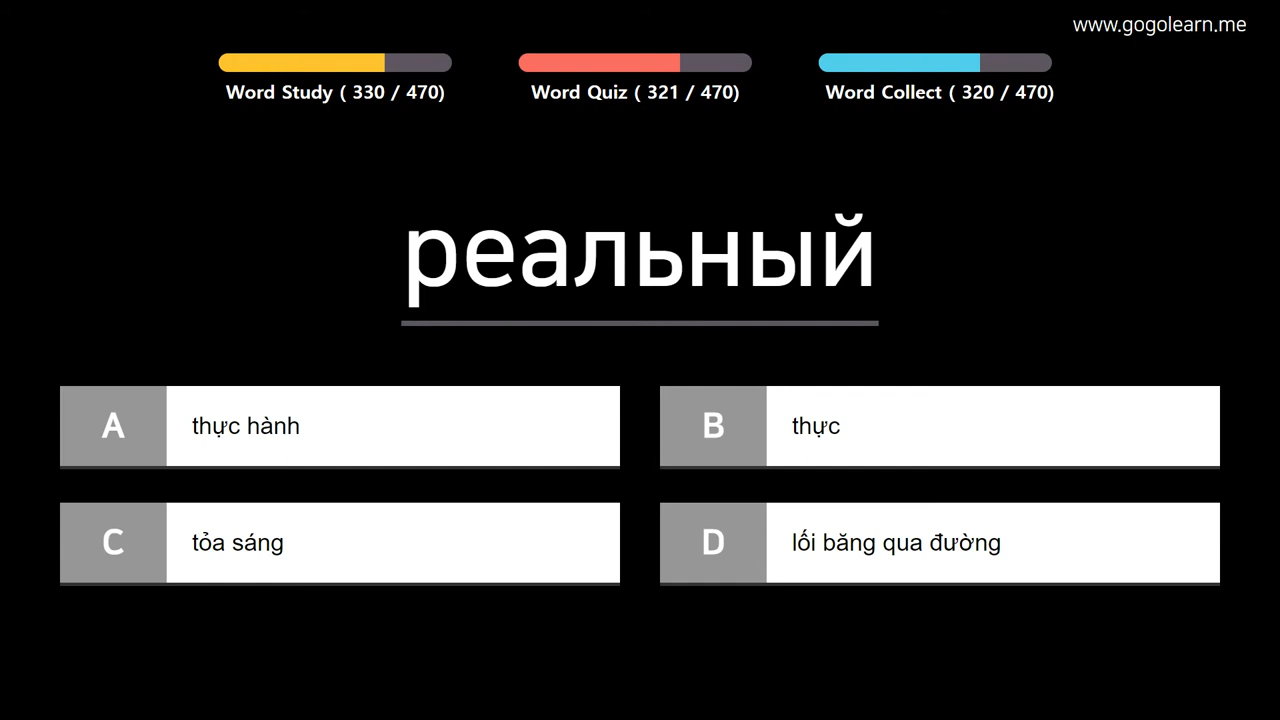 www.gogolearn.me
Word Study ( 330 / 470)
Word Quiz ( 321 / 470)
Word Collect ( 320 / 470)
реальный
A thực hành
B thực
C tỏa sáng
D lối băng qua đường